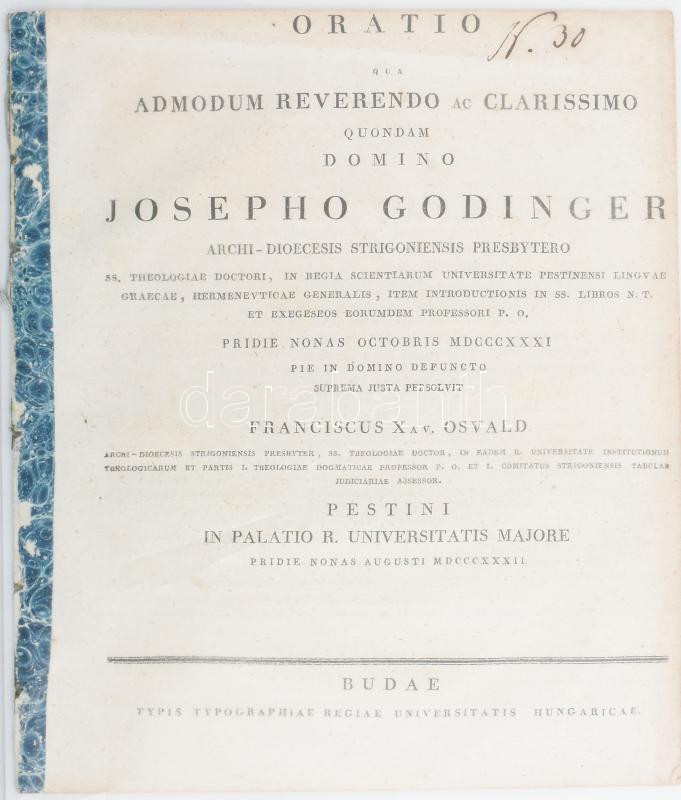 ORATIO
N. 30
QUA
ADMODUM REVERENDO AC CLARISSIMO
QUONDAM
DOMINO
JOSEPHO GODINGER
ARCHI-DIOECESIS STRIGONIENSIS PRESBYTERO
SS. THEOLOGIAE DOCTORI, IN REGIA SCIENTIARUM UNIVERSITATE PESTINENSI LINGVAE
GRAECAE, HERMENEVTICAE GENERALIS, ITEM INTRODUCTIONIS IN SS. LIBROS N. T.
ET EXEGESEOS EORUMDEM PROFESSORI P. O.
PRIDIE NONAS OCTOBRIS MDCCCXXXI
PIE IN DOMINO DEFUNCTO
SUPREMA JUSTA PERSOLVIT
darabanth
FRANCISCUS XAV. OSVALD
ARCHI-DIOECESIS STRIGONIENSIS PRESBYTER, SS. THEOLOGIAE DOCTOR, IN EADEM R. UNIVERSITATE INSTITUTIONUM
THEOLOGICARUM ET PARTIS I. THEOLOGIAE DOGMATICAE PROFESSOR P. O. ET I. COMITATUS STRIGONIENSIS TABULAE
JUDICIARIAE ASSESSOR.
PESTINI
IN PALATIO R. UNIVERSITATIS MAJORE
PRIDIE NONAS AUGUSTI MDCCCXXXII.
BUDAE
TYPIS TYPOGRAPHIAE REGIAE UNIVERSITATIS HUNGARICAE.